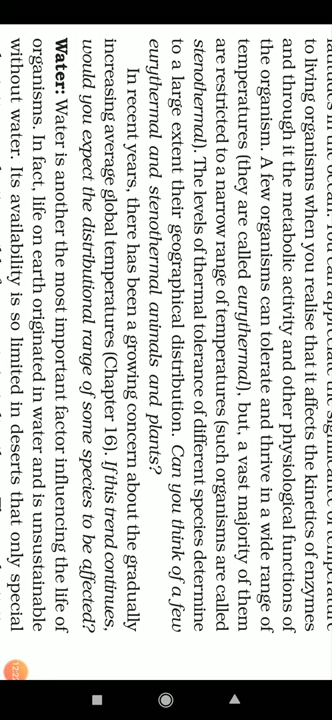 to living organisms when you realise that it affects the kinetics of enzymes
and through it the metabolic activity and other physiological functions of
the organism. A few organisms can tolerate and thrive in a wide range of
temperatures (they are called eurythermal), but, a vast majority of them
are restricted to a narrow range of temperatures (such organisms are called
stenothermal). The levels of thermal tolerance of different species determine
to a large extent their geographical distribution. Can you think of a few
eurythermal and stenothermal animals and plants?
In recent years, there has been a growing concern about the gradually
increasing average global temperatures (Chapter 16). If this trend continues,
would you expect the distributional range of some species to be affected?
Water: Water is another the most important factor influencing the life of
organisms. In fact, life on earth originated in water and is unsustainable
without water. Its availability is so limited in deserts that only special